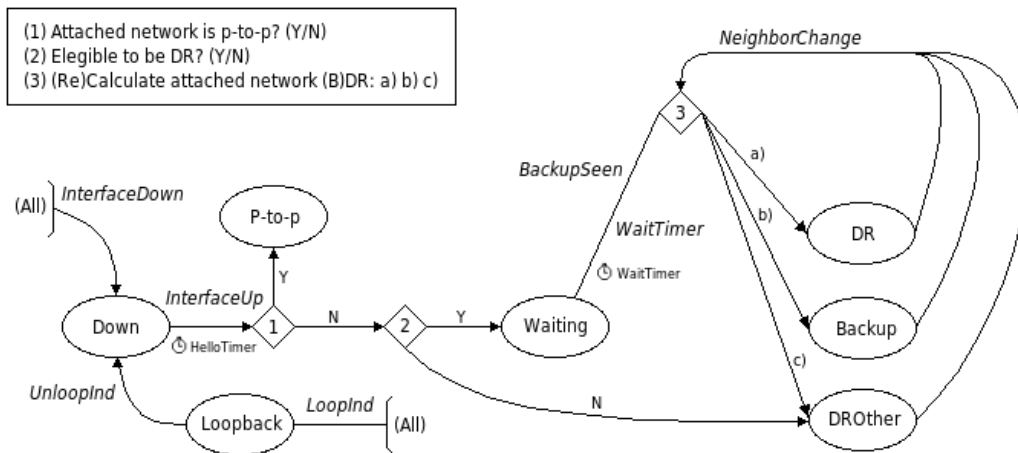 (1) Attached network is p-to-p? (Y/N)
(2) Elegible to be DR? (Y/N)
(3) (Re)Calculate attached network (B)DR: a) b) c)
NeighborChange
3
a)
BackupSeen
InterfaceDown
(All)
P-to-p
b)
WaitTimer
DR
WaitTimer
Y
InterfaceUp
Down
1
N
2
Y
Waiting
Backup
HelloTimer
c)
UnloopInd
LoopInd
N
Loopback
(All)
DROther